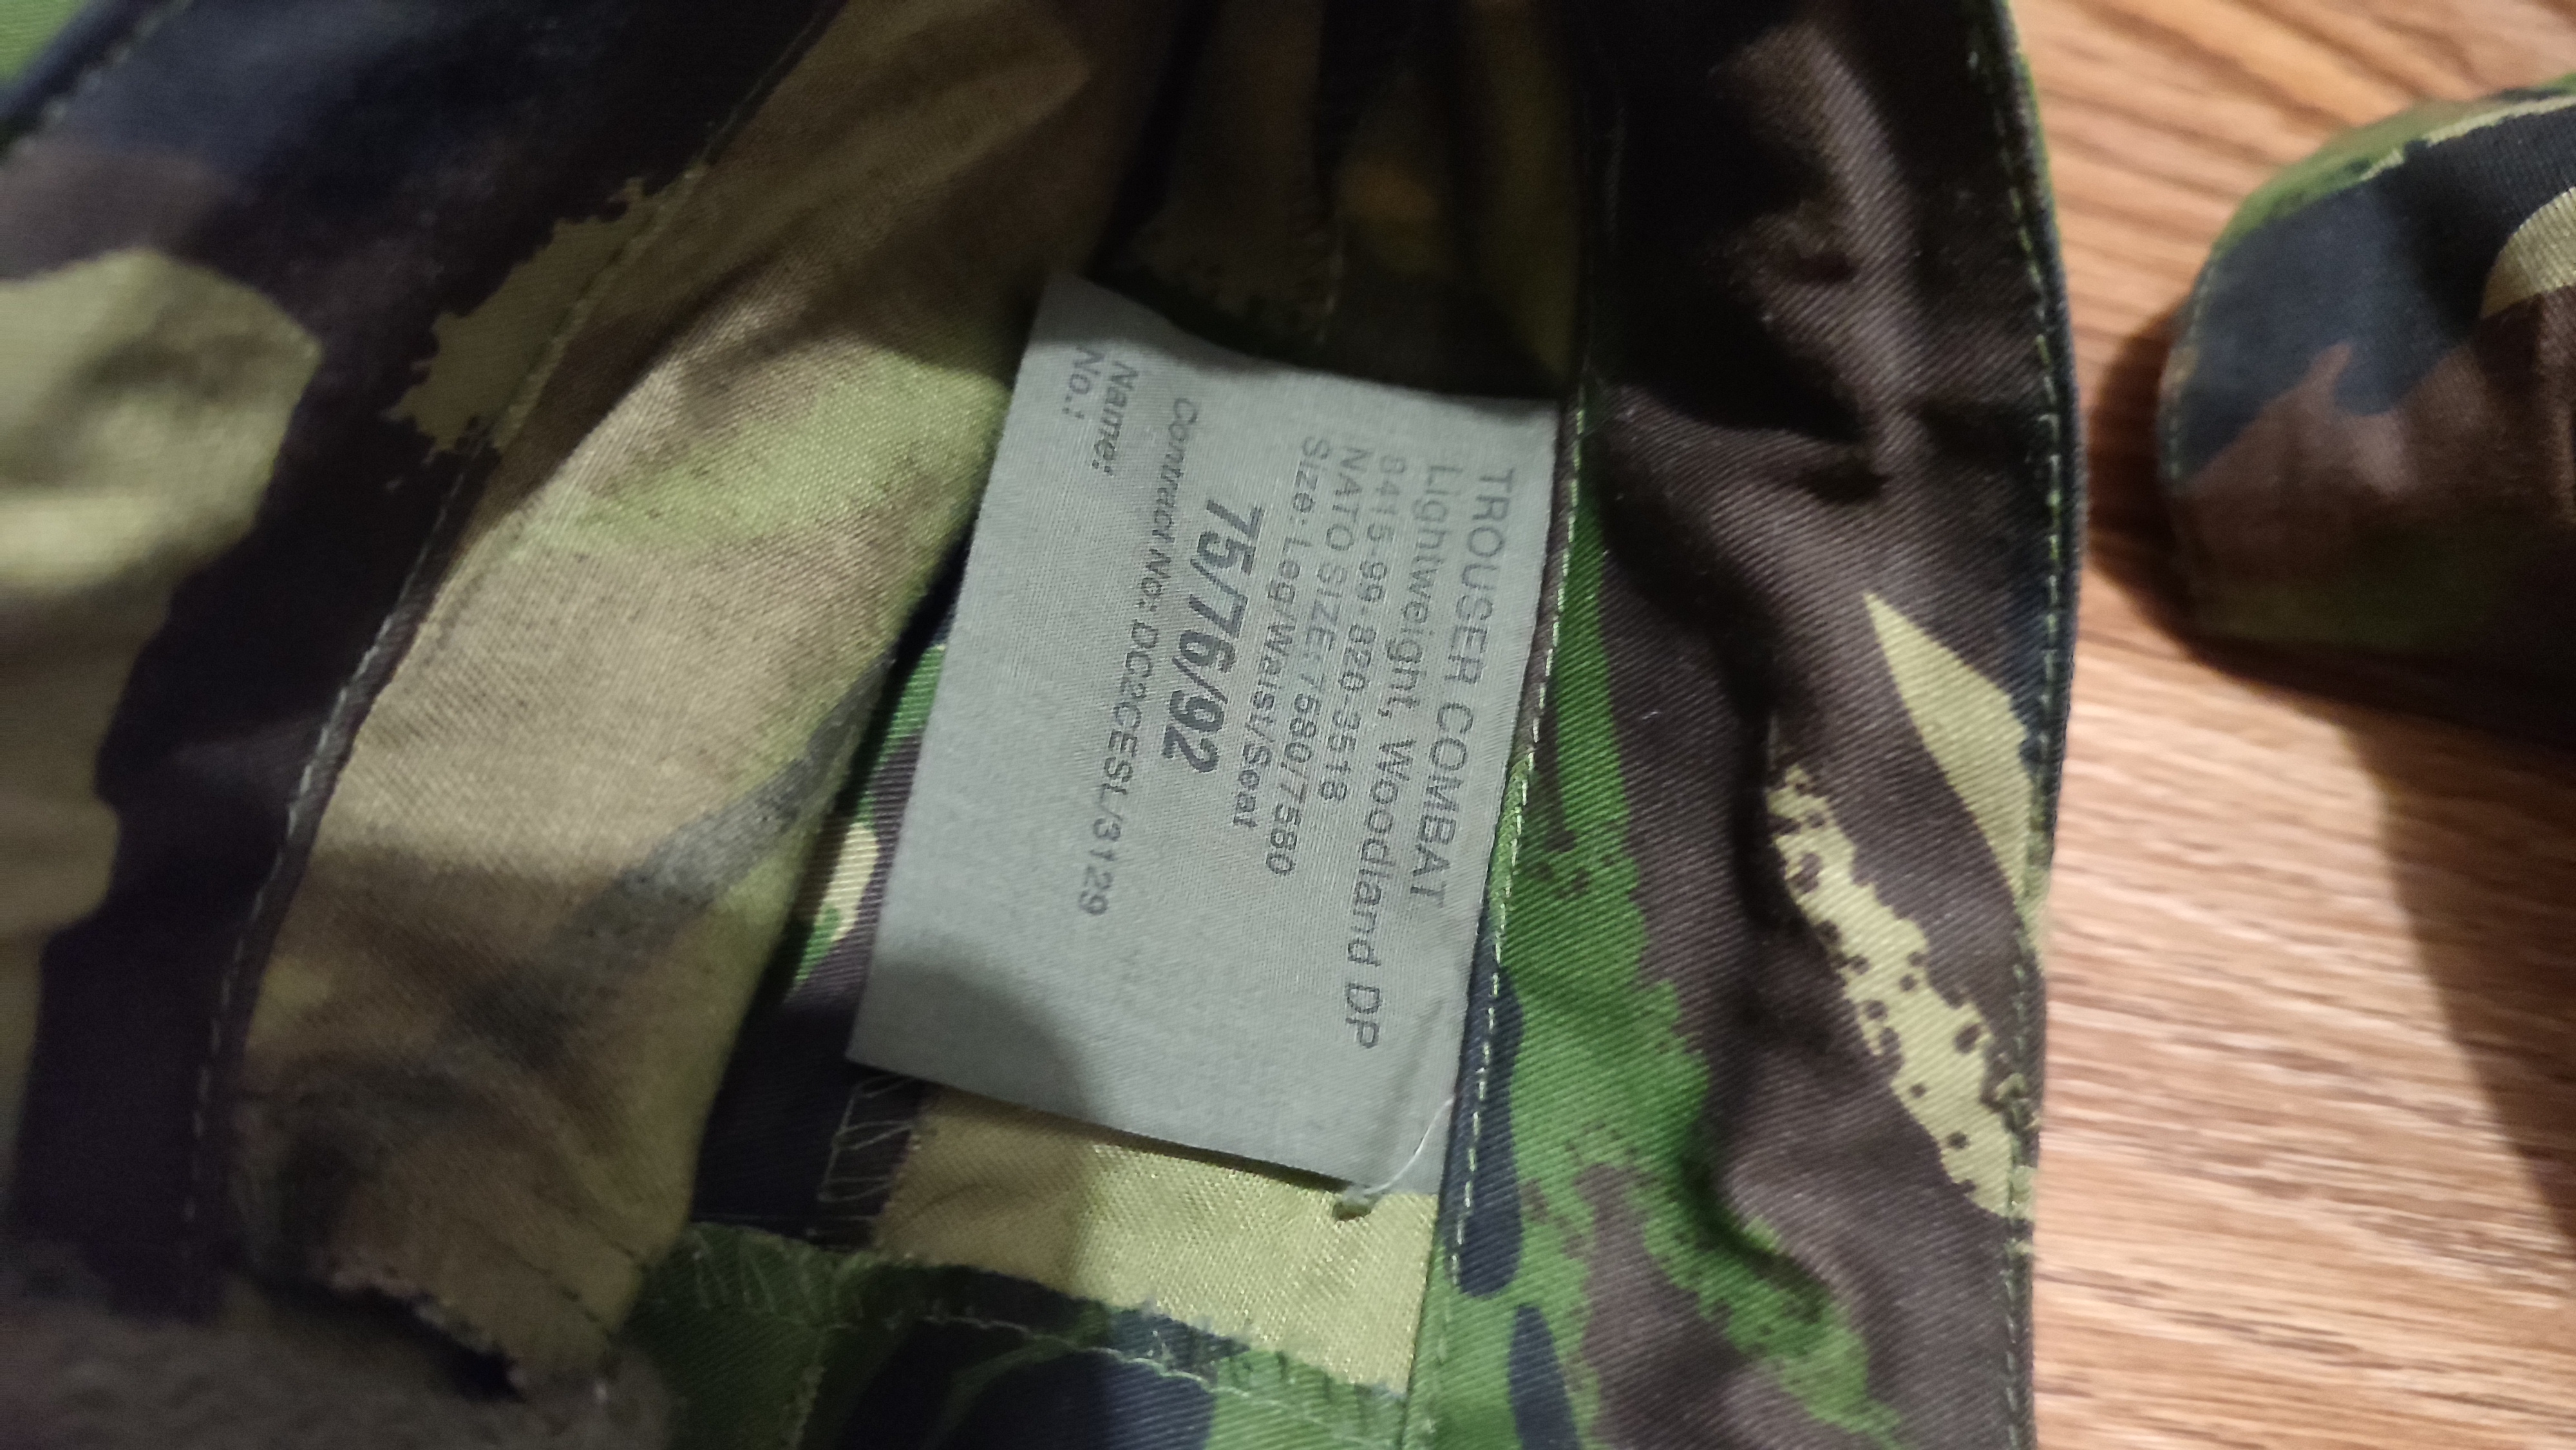 TROUSER COMBAT
Lightweight, Woodland DP
8415-99-820-3518
NATO SIZE: 7580/7580
Size: Leg/Waist/Seat
75/76/92
Contract No: DC2CESL/3129
Name:
No.: